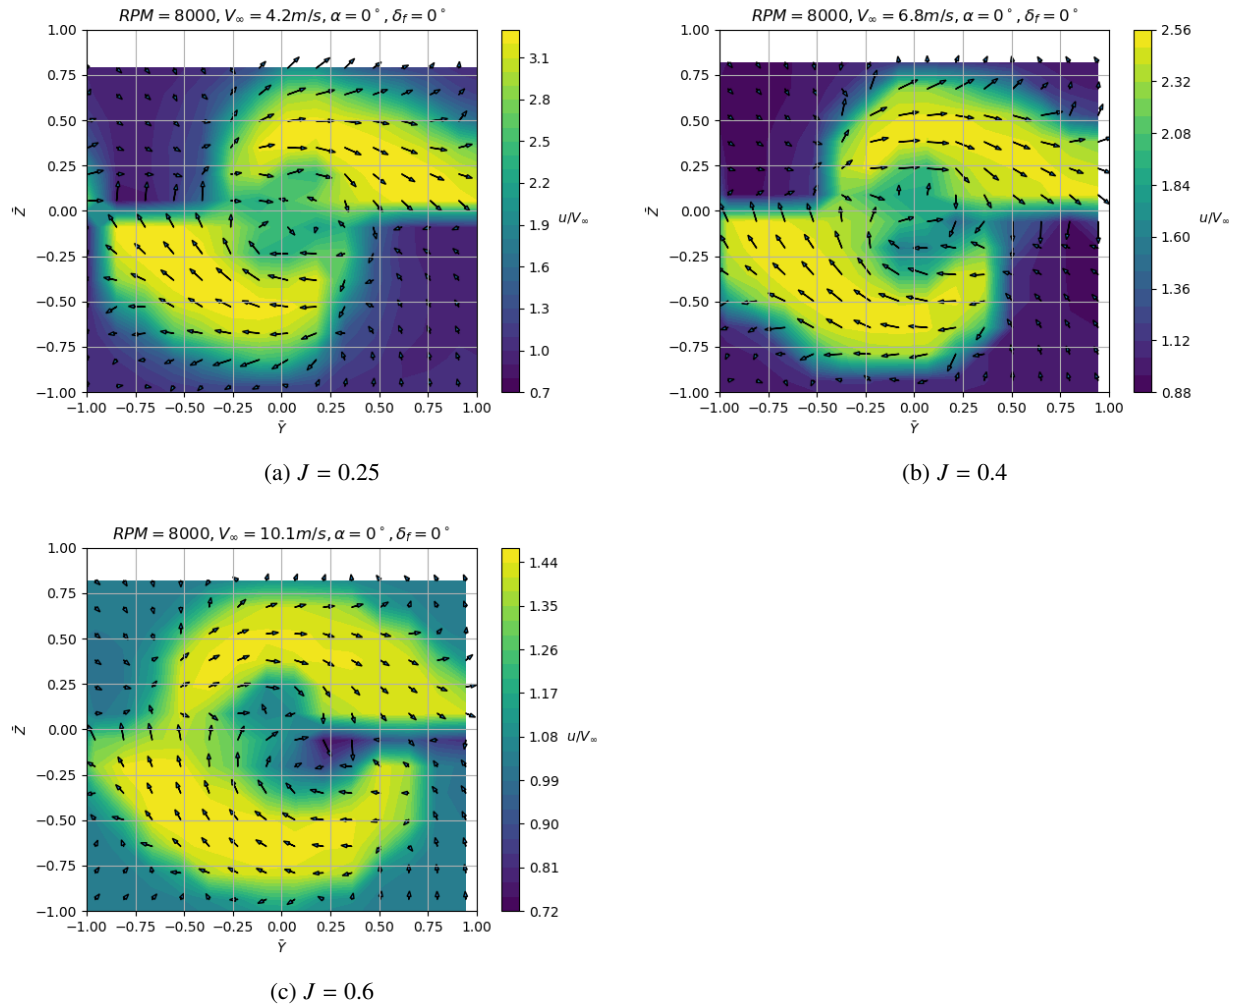 RPM = 8000, V∞ = 4.2m/s, α = 0°, δf = 0°
1.00
0.75
0.50
0.25
0.00
−0.25
−0.50
−0.75
−1.00
Z̄
−1.00 −0.75 −0.50 −0.25 0.00 0.25 0.50 0.75 1.00
Ȳ
3.1
2.8
2.5
2.2
1.9
1.6
1.3
1.0
0.7
u/V∞
(a) J = 0.25
RPM = 8000, V∞ = 6.8m/s, α = 0°, δf = 0°
1.00
0.75
0.50
0.25
0.00
−0.25
−0.50
−0.75
−1.00
Z̄
−1.00 −0.75 −0.50 −0.25 0.00 0.25 0.50 0.75 1.00
Ȳ
2.56
2.32
2.08
1.84
1.60
1.36
1.12
0.88
u/V∞
(b) J = 0.4
RPM = 8000, V∞ = 10.1m/s, α = 0°, δf = 0°
1.00
0.75
0.50
0.25
0.00
−0.25
−0.50
−0.75
−1.00
Z̄
−1.00 −0.75 −0.50 −0.25 0.00 0.25 0.50 0.75 1.00
Ȳ
1.44
1.35
1.26
1.17
1.08
0.99
0.90
0.81
0.72
u/V∞
(c) J = 0.6